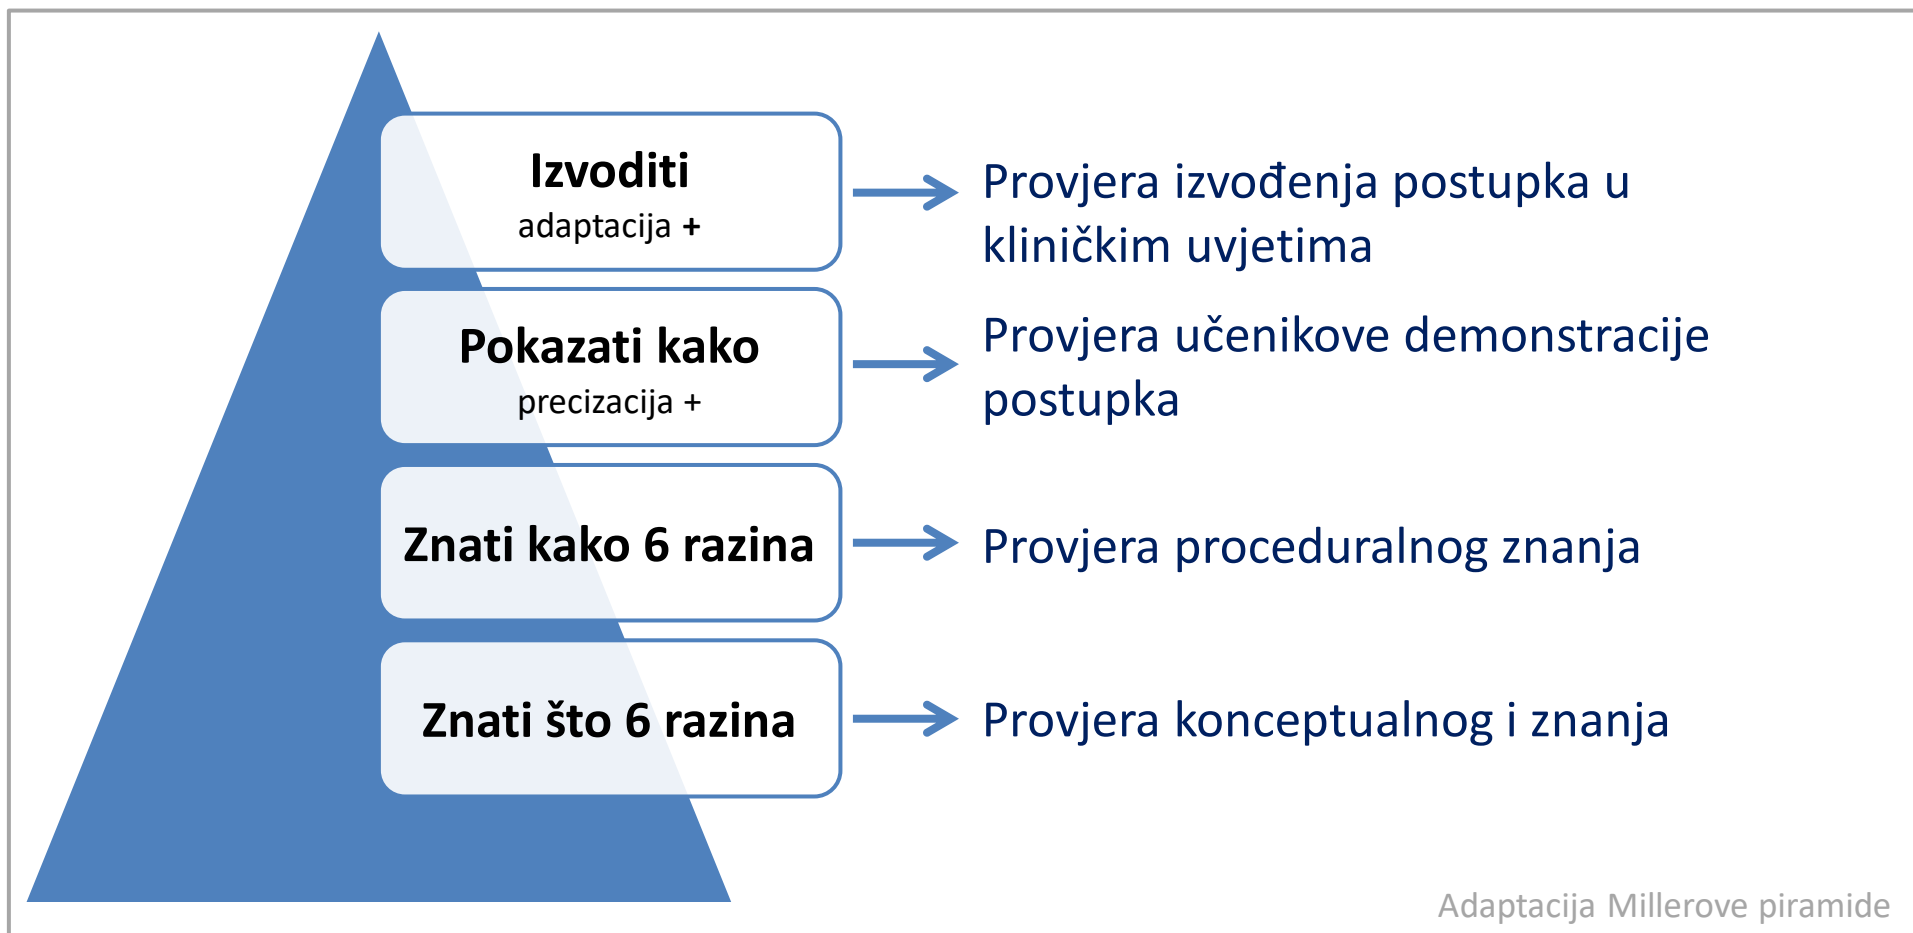 Izvoditi
adaptacija +
Provjera izvođenja postupka u
kliničkim uvjetima
Pokazati kako
precizacija +
Provjera učenikove demonstracije
postupka
Znati kako 6 razina
Provjera proceduralnog znanja
Znati što 6 razina
Provjera konceptualnog i znanja
Adaptacija Millerove piramide